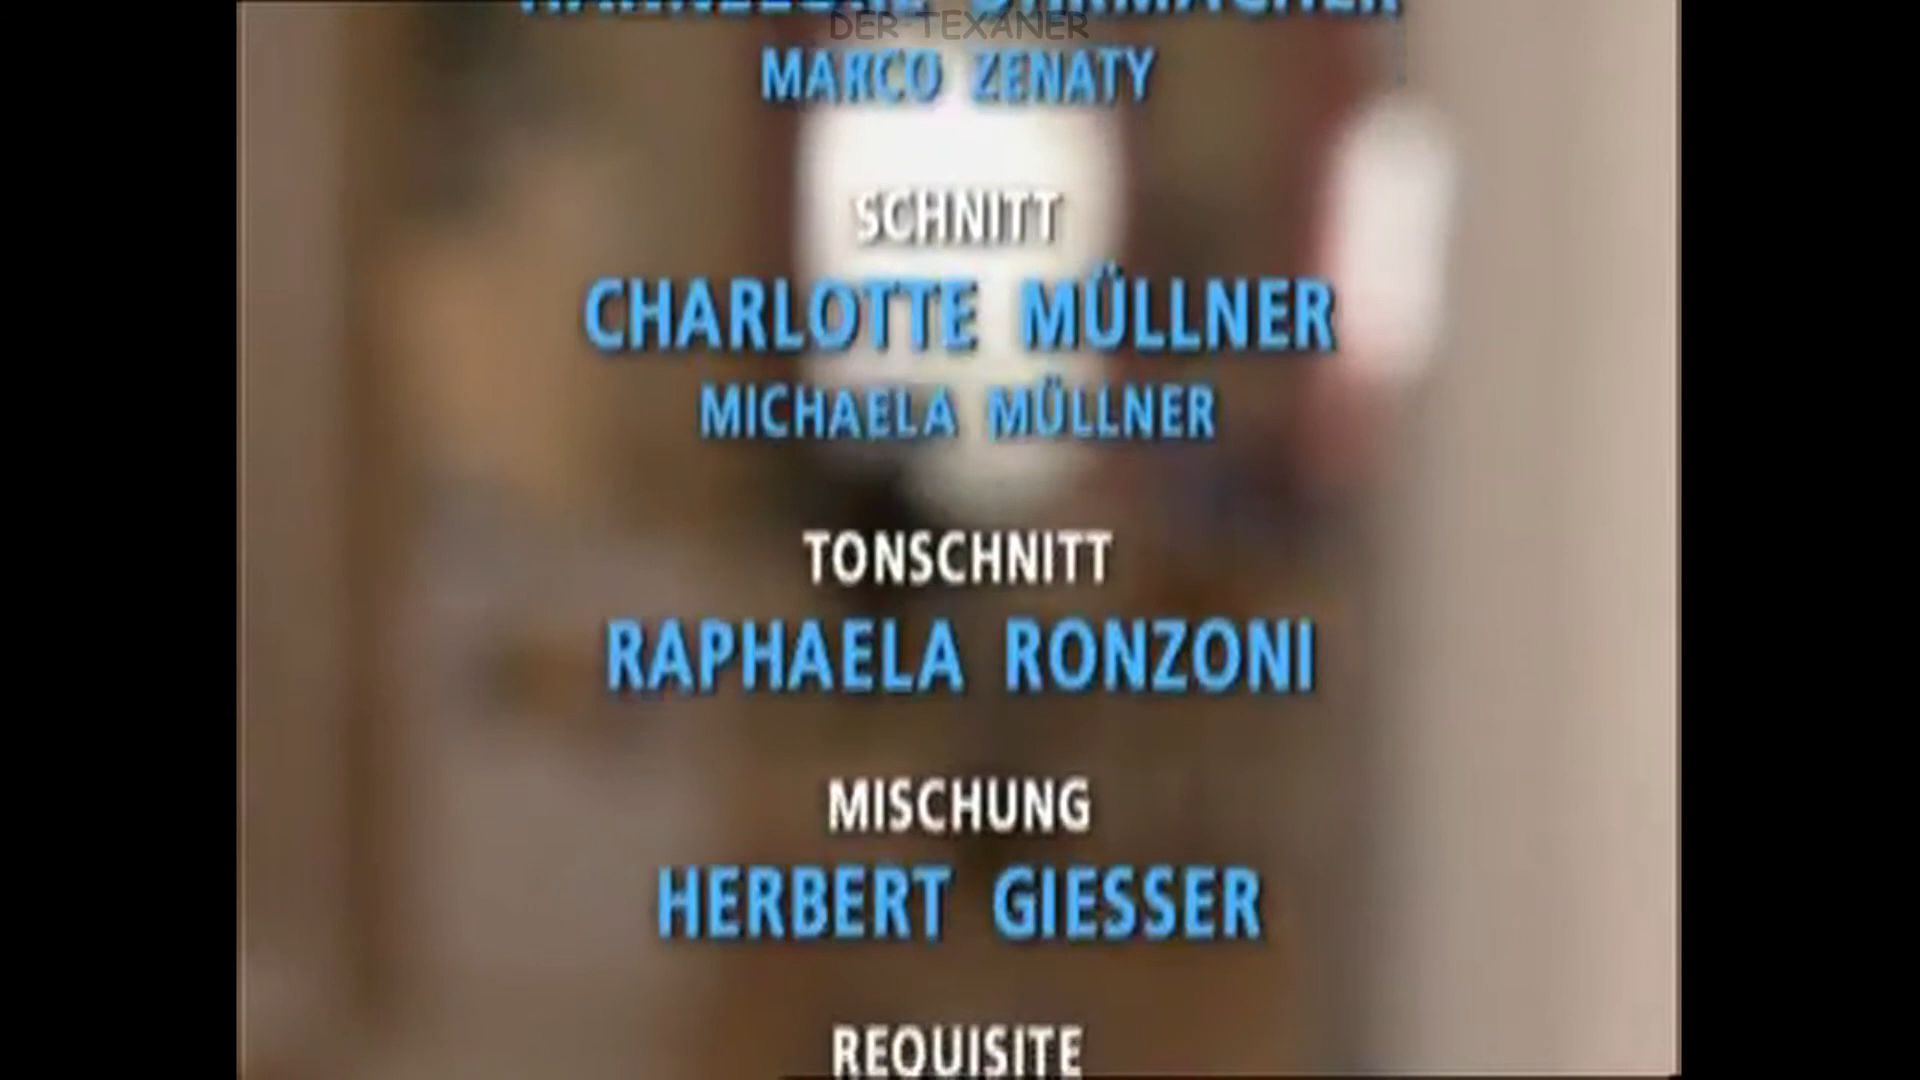 DER TEXANER
MARCO ZENATY
SCHNITT
CHARLOTTE MÜLLNER
MICHAELA MÜLLNER
TONSCHNITT
RAPHAELA RONZONI
MISCHUNG
HERBERT GIESSER
REQUISITE